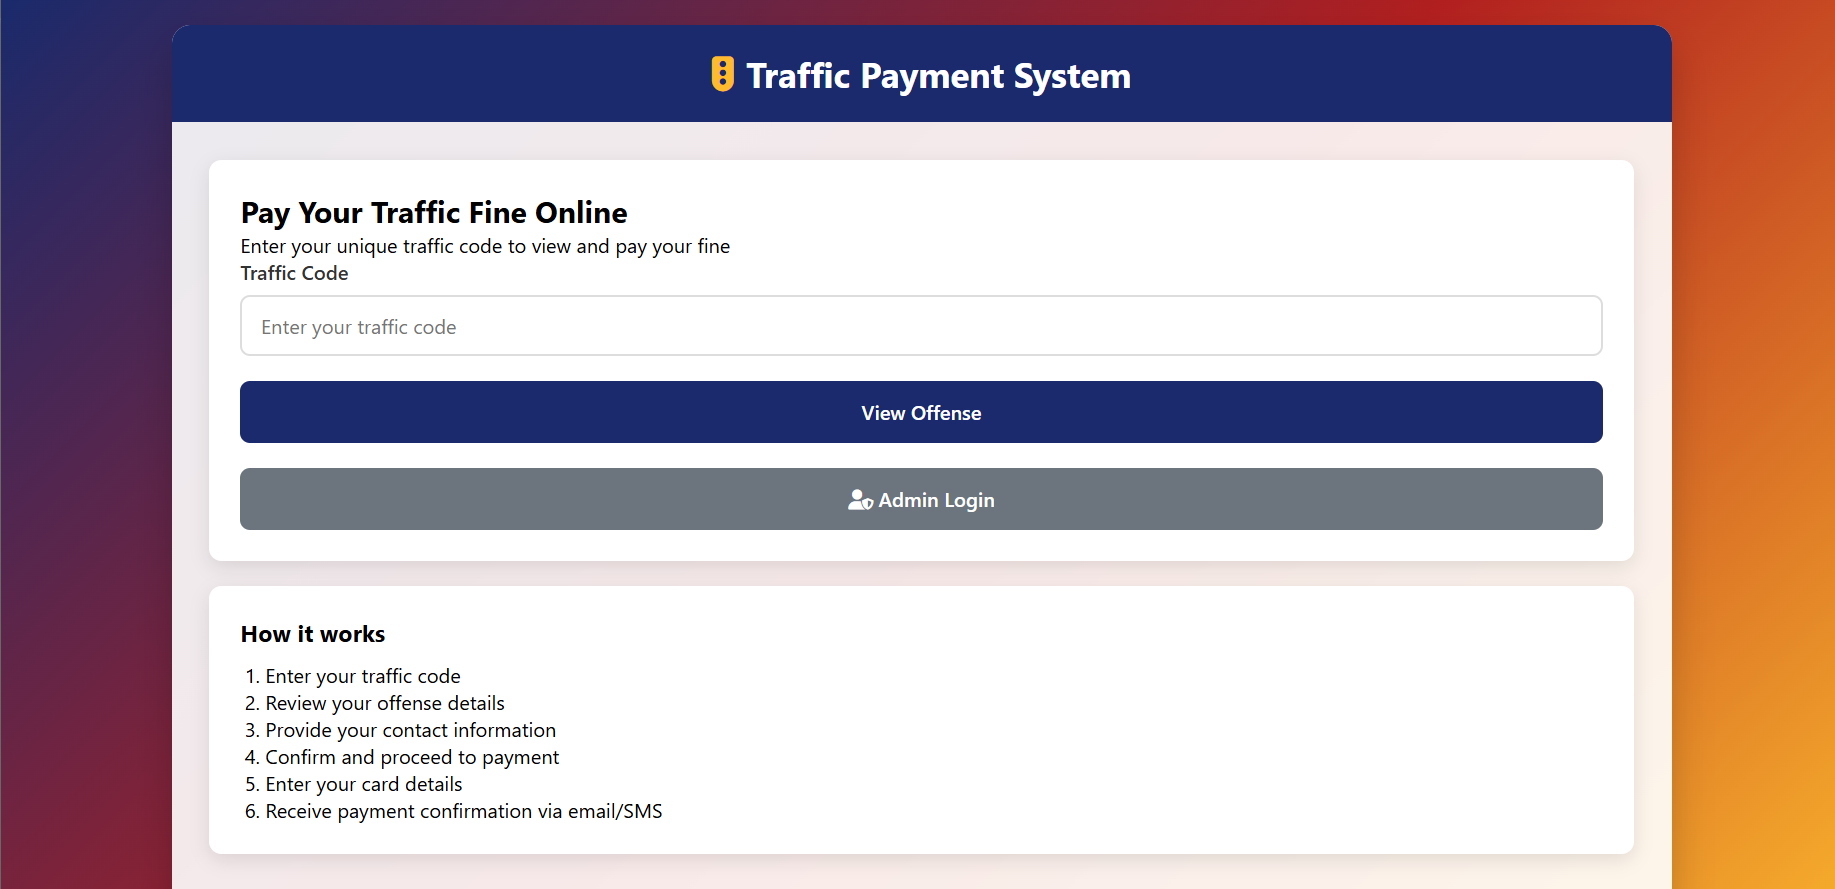 Traffic Payment System
Pay Your Traffic Fine Online
Enter your unique traffic code to view and pay your fine
Traffic Code
Enter your traffic code
View Offense
Admin Login
How it works
1. Enter your traffic code
2. Review your offense details
3. Provide your contact information
4. Confirm and proceed to payment
5. Enter your card details
6. Receive payment confirmation via email/SMS